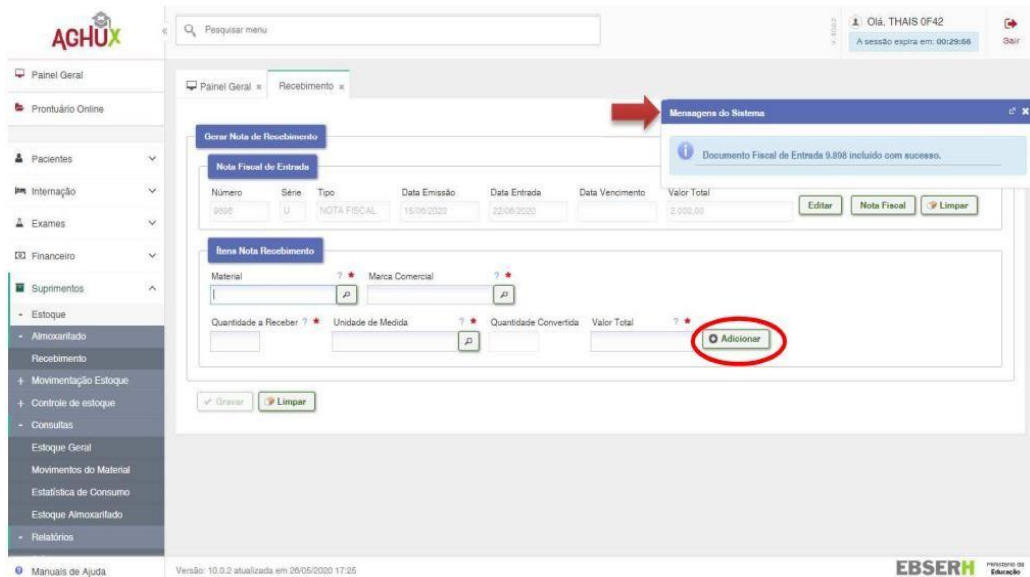 AGHUX
«
Pesquisar menu
Olá, THAIS 0F42
A sessão expira em: 00:29:56
Sair
Painel Geral
Prontuário Online
Pacientes
Internação
Exames
Financeiro
Suprimentos
- Estoque
- Almoxarifado
Recebimento
+ Movimentação Estoque
+ Controle de estoque
- Consultas
Estoque Geral
Movimentos do Material
Estatística de Consumo
Estoque Almoxarifado
- Relatórios
Manuais de Ajuda
Painel Geral x Recebimento x
Mensagens do Sistema
Documento Fiscal de Entrada 9.898 incluído com sucesso.
Gerar Nota de Recebimento
Nota Fiscal de Entrada
Número Série Tipo Data Emissão Data Entrada Data Vencimento Valor Total
9898 U NOTA FISCAL 15/06/2020 22/06/2020 2.000,00 Editar Nota Fiscal Limpar
Ítens Nota Recebimento
Material ? * Marca Comercial ? *
Quantidade a Receber ? * Unidade de Medida ? * Quantidade Convertida Valor Total ? *
Adicionar
Gravar Limpar
Versão: 10.0.2 atualizada em 26/05/2020 17:25
EBSERH
Ministério da
Educação